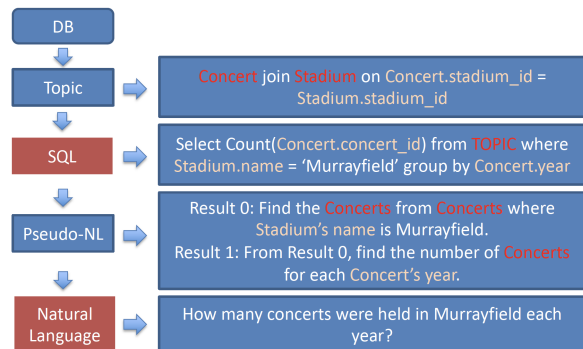 DB
Topic
Concert join Stadium on Concert.stadium_id =
Stadium.stadium_id
SQL
Select Count(Concert.concert_id) from TOPIC where
Stadium.name = ‘Murrayfield’ group by Concert.year
Pseudo-NL
Result 0: Find the Concerts from Concerts where
Stadium’s name is Murrayfield.
Result 1: From Result 0, find the number of Concerts
for each Concert’s year.
Natural
Language
How many concerts were held in Murrayfield each
year?